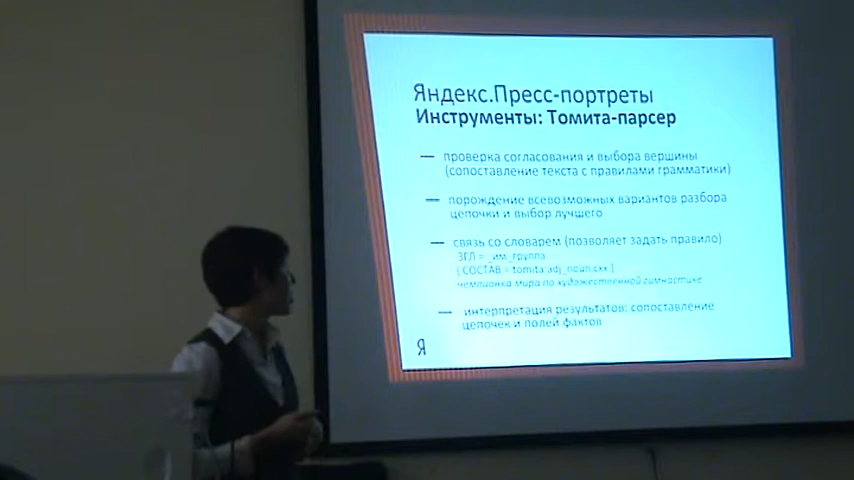 Яндекс.Пресс-портреты
Инструменты: Томита-парсер
— проверка согласования и выбора вершины
(сопоставление текста с правилами грамматики)
— порождение всевозможных вариантов разбора
цепочки и выбор лучшего
— связь со словарем (позволяет задать правило)
ЗГЛ = _им_группа
{ СОСТАВ = tomita:adj_noun.cxx }
чемпионка мира по художественной гимнастике
— интерпретация результатов: сопоставление
цепочек и полей фактов
Я